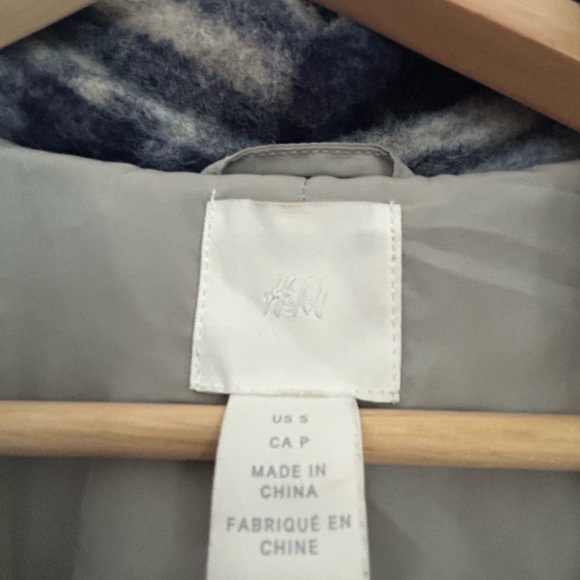 H&M
US S
CA P
MADE IN
CHINA
FABRIQUÉ EN
CHINE